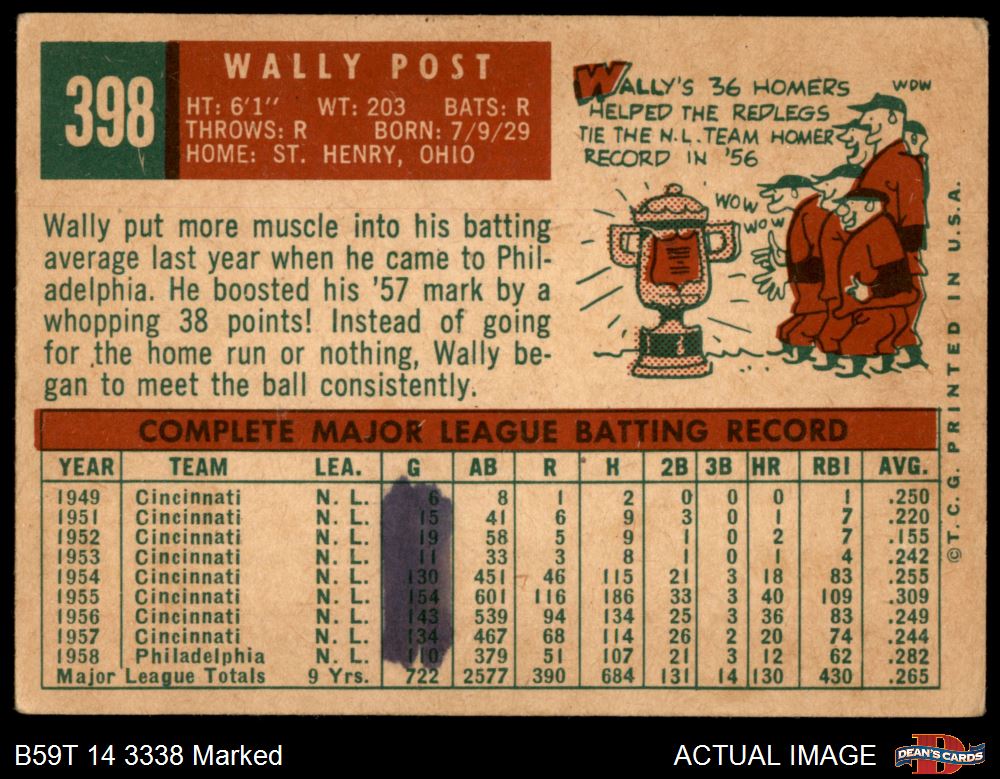 398
WALLY POST
HT: 6'1" WT: 203 BATS: R
THROWS: R BORN: 7/9/29
HOME: ST. HENRY, OHIO
WALLY'S 36 HOMERS
HELPED THE REDLEGS
TIE THE N.L. TEAM HOMER
RECORD IN '56
WOW
WOW
WOW
Wally put more muscle into his batting
average last year when he came to Phil-
adelphia. He boosted his '57 mark by a
whopping 38 points! Instead of going
for the home run or nothing, Wally be-
gan to meet the ball consistently.
COMPLETE MAJOR LEAGUE BATTING RECORD
YEAR TEAM LEA. G AB R H 2B 3B HR RBI AVG.
1949 Cincinnati N. L. 6 8 1 2 0 0 0 1 .250
1951 Cincinnati N. L. 15 41 6 9 3 0 1 7 .220
1952 Cincinnati N. L. 19 58 5 9 1 0 2 7 .155
1953 Cincinnati N. L. 11 33 3 8 1 0 1 4 .242
1954 Cincinnati N. L. 130 451 46 115 21 3 18 83 .255
1955 Cincinnati N. L. 154 601 116 186 33 3 40 109 .309
1956 Cincinnati N. L. 143 539 94 134 25 3 36 83 .249
1957 Cincinnati N. L. 134 467 68 114 26 2 20 74 .244
1958 Philadelphia N. L. 110 379 51 107 21 3 12 62 .282
Major League Totals 9 Yrs. 722 2577 390 684 131 14 130 430 .265
©T. C. G. PRINTED IN U.S.A.
B59T 14 3338 Marked
ACTUAL IMAGE
DEAN'S CARDS